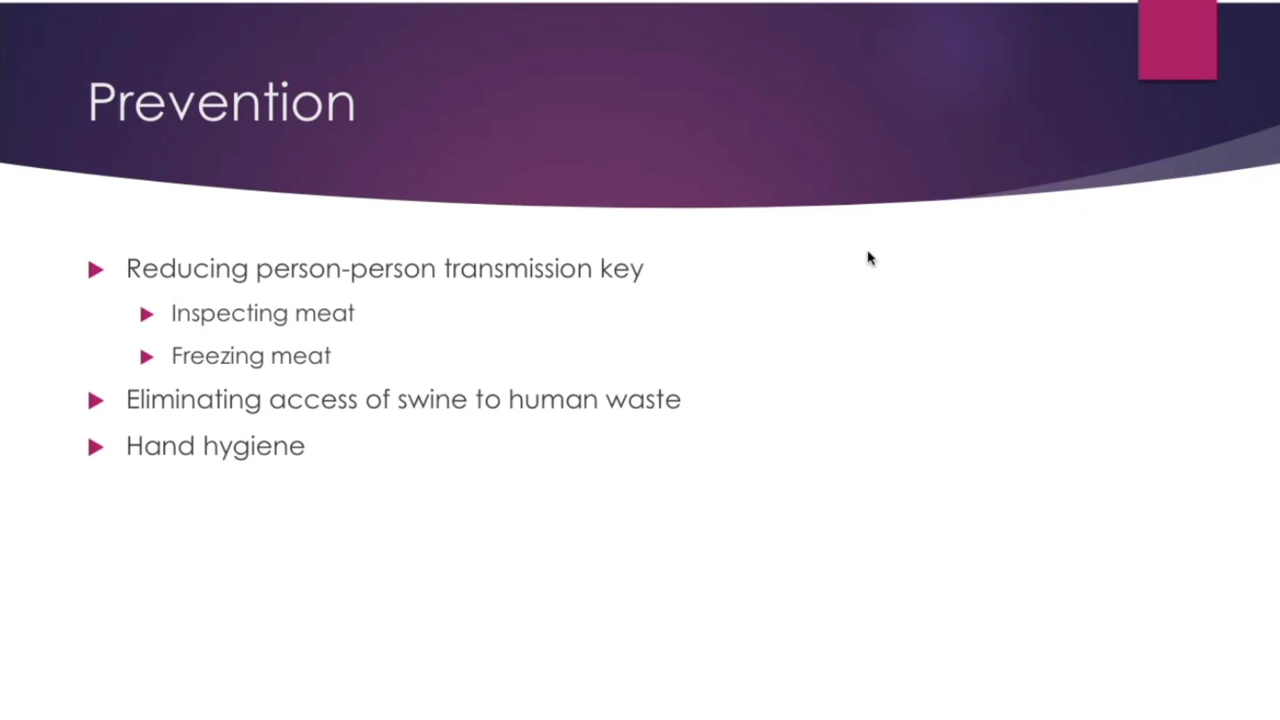 Prevention
Reducing person-person transmission key
Inspecting meat
Freezing meat
Eliminating access of swine to human waste
Hand hygiene